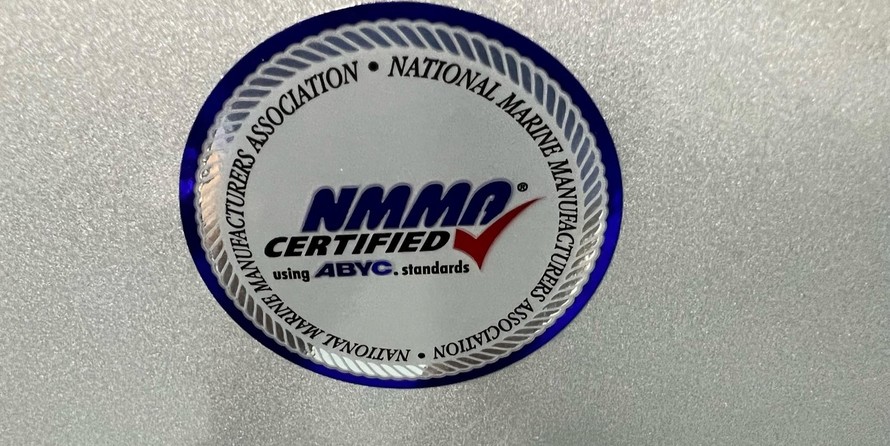 NATIONAL MARINE MANUFACTURERS ASSOCIATION • NATIONAL MARINE MANUFACTURERS ASSOCIATION •
NMMA®
CERTIFIED
using ABYC. standards